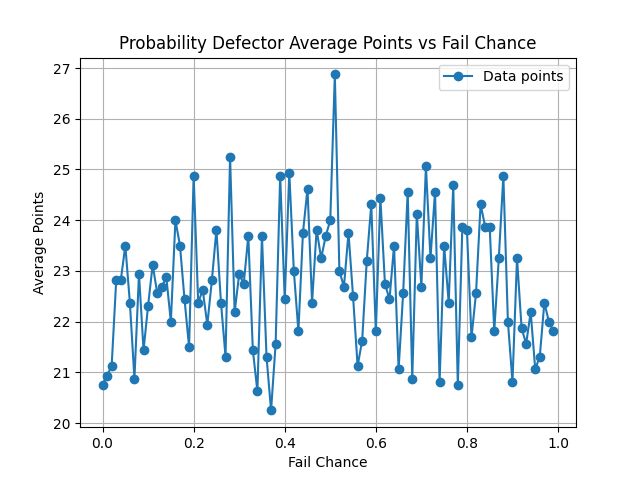 Probability Defector Average Points vs Fail Chance
Data points
Average Points
27
26
25
24
23
22
21
20
0.0 0.2 0.4 0.6 0.8 1.0
Fail Chance